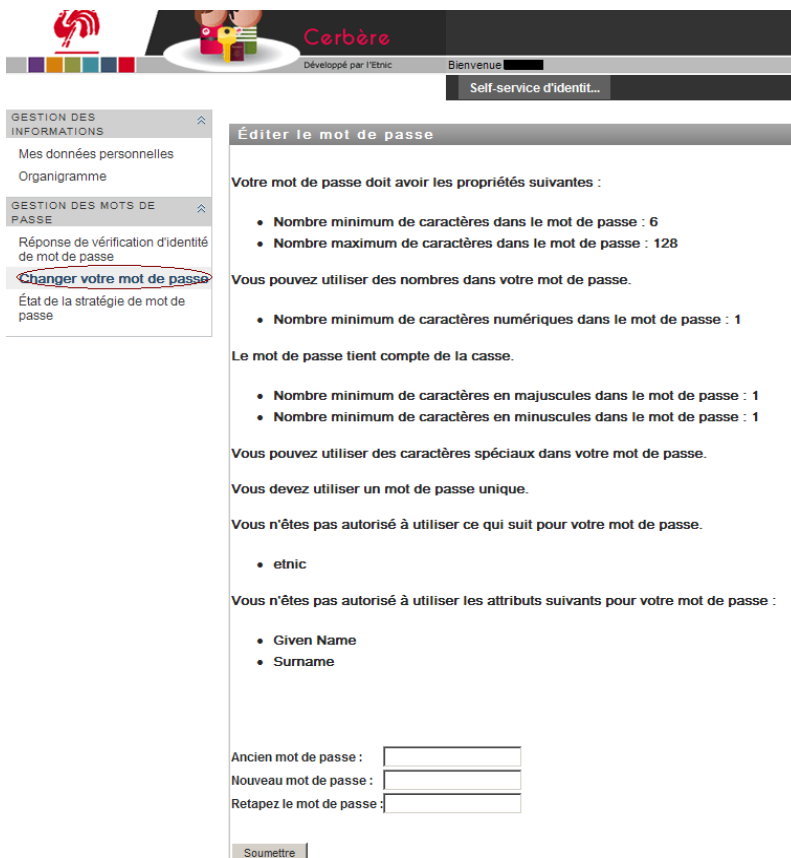 Cerbère
Développé par l'Etnic
Bienvenue
Self-service d'identit...
GESTION DES
INFORMATIONS
Mes données personnelles
Organigramme
GESTION DES MOTS DE
PASSE
Réponse de vérification d'identité
de mot de passe
Changer votre mot de passe
État de la stratégie de mot de
passe
Éditer le mot de passe
Votre mot de passe doit avoir les propriétés suivantes :
• Nombre minimum de caractères dans le mot de passe : 6
• Nombre maximum de caractères dans le mot de passe : 128
Vous pouvez utiliser des nombres dans votre mot de passe.
• Nombre minimum de caractères numériques dans le mot de passe : 1
Le mot de passe tient compte de la casse.
• Nombre minimum de caractères en majuscules dans le mot de passe : 1
• Nombre minimum de caractères en minuscules dans le mot de passe : 1
Vous pouvez utiliser des caractères spéciaux dans votre mot de passe.
Vous devez utiliser un mot de passe unique.
Vous n'êtes pas autorisé à utiliser ce qui suit pour votre mot de passe.
• etnic
Vous n'êtes pas autorisé à utiliser les attributs suivants pour votre mot de passe :
• Given Name
• Surname
Ancien mot de passe :
Nouveau mot de passe :
Retapez le mot de passe :
Soumettre